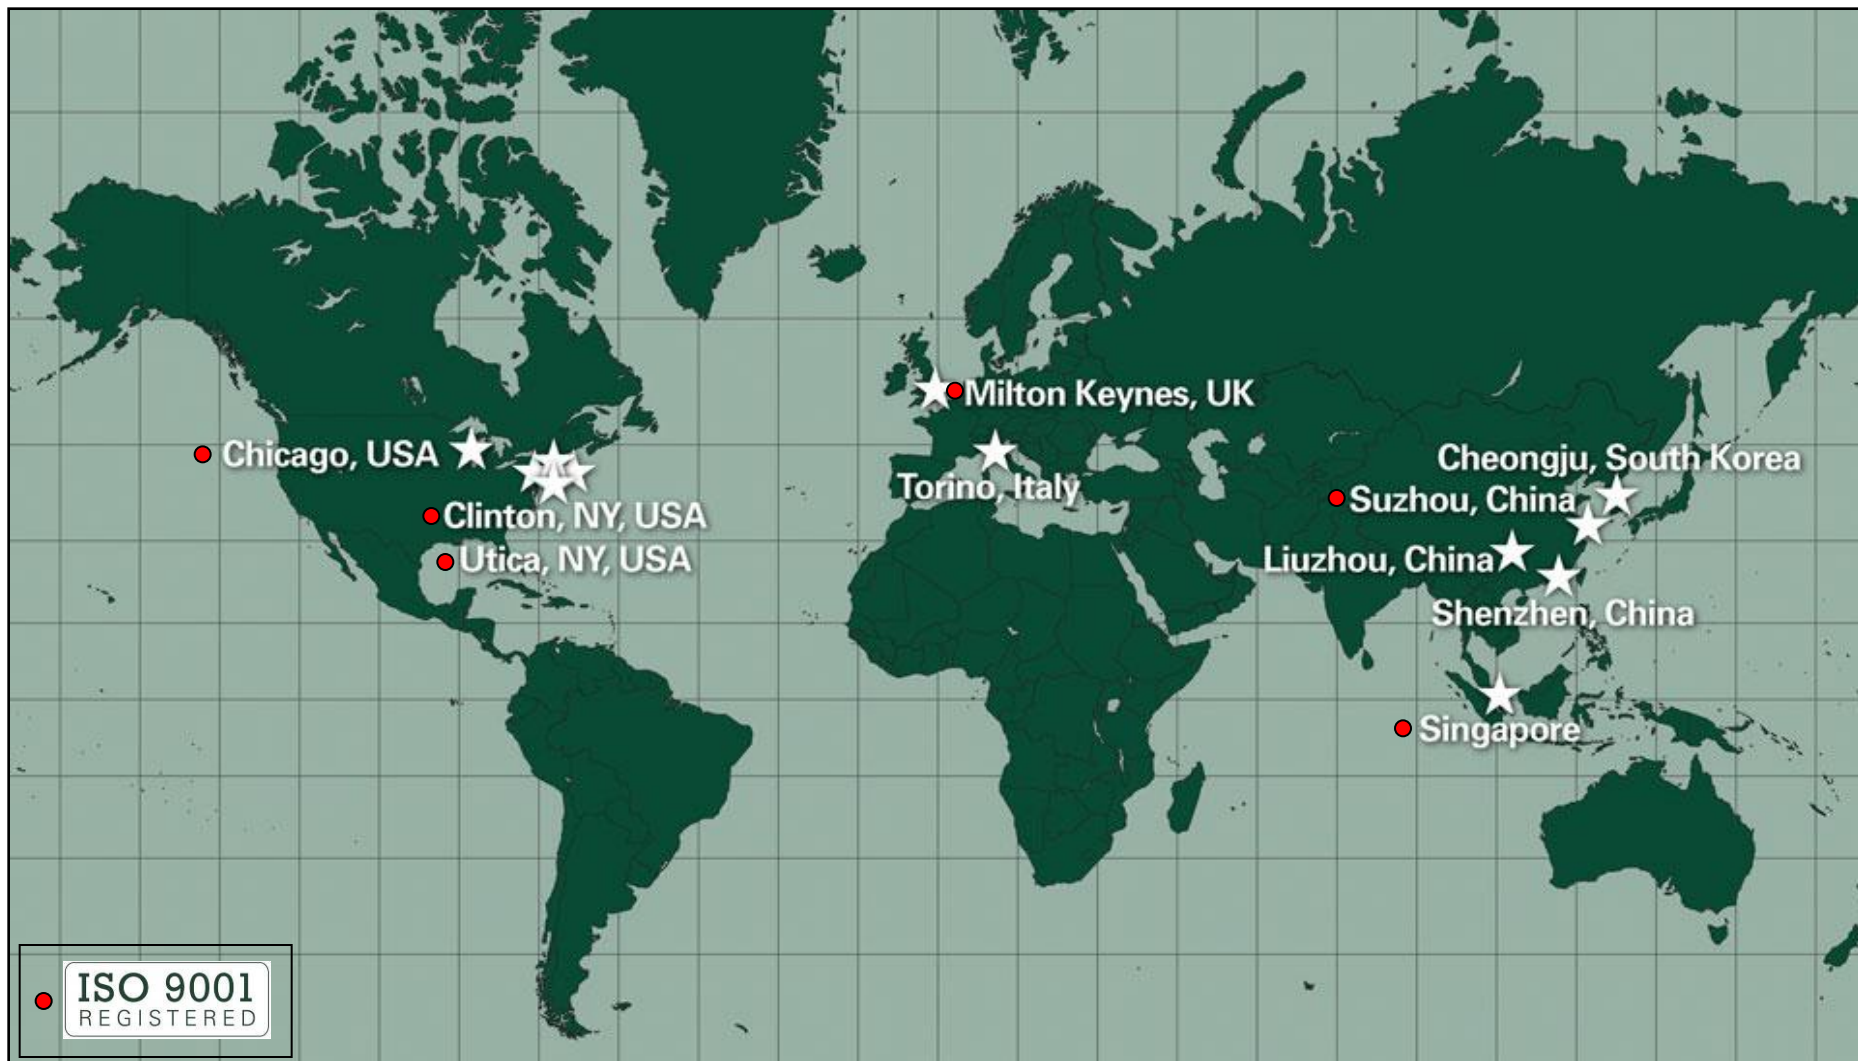 Milton Keynes, UK
Chicago, USA
Cheongju, South Korea
Torino, Italy
Suzhou, China
Clinton, NY, USA
Utica, NY, USA
Liuzhou, China
Shenzhen, China
Singapore
ISO 9001
REGISTERED